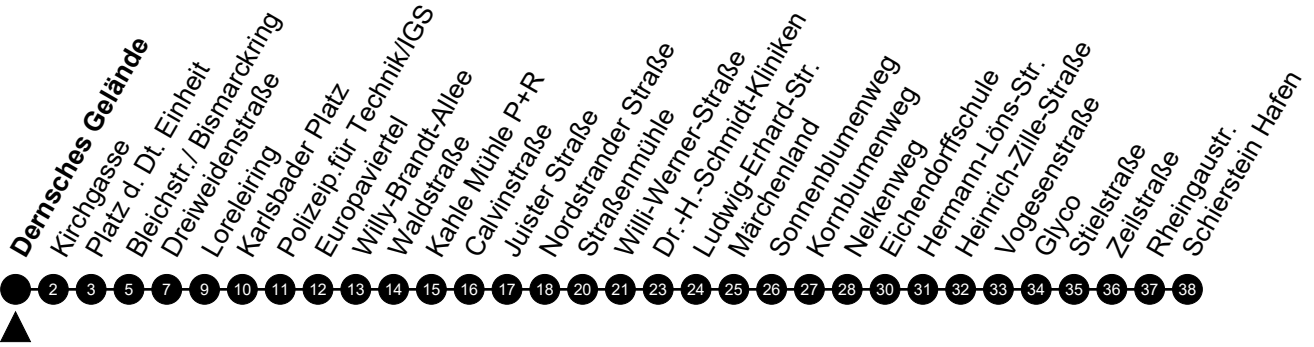 Dernsches Gelände
Kirchgasse
Platz d. Dt. Einheit
Bleichstr./ Bismarckring
Dreiweidenstraße
Loreleiring
Karlsbader Platz
Polizeip für Technik/IGS
Europaviertel
Willy-Brandt-Allee
Waldstraße
Kahle Mühle P+R
Calvinstraße
Juister Straße
Nordstrander Straße
Straßenmühle
Willi-Werner-Straße
Dr.-H.-Schmidt-Kliniken
Ludwig-Erhard-Str.
Märchenland
Sonnenblumenweg
Kornblumenweg
Nelkenweg
Eichendorffschule
Hermann-Löns-Str.
Heinrich-Zille-Straße
Vogesenstraße
Glyco
Stielstraße
Zeilstraße
Rheingaustr.
Schierstein Hafen
2 3 5 7 9 10 11 12 13 14 15 16 17 18 20 21 23 24 25 26 27 28 30 31 32 33 34 35 36 37 38